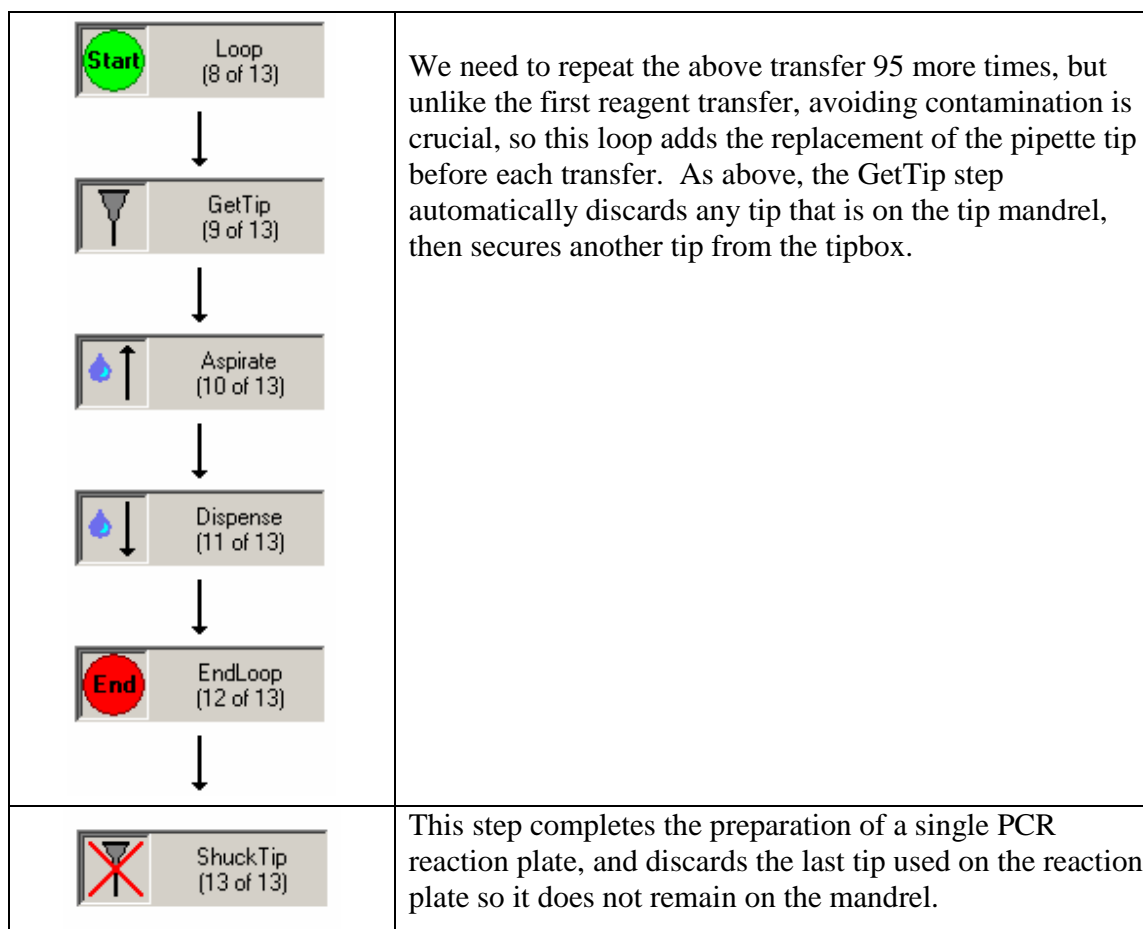 Start
Loop
(8 of 13)
GetTip
(9 of 13)
Aspirate
(10 of 13)
Dispense
(11 of 13)
End
EndLoop
(12 of 13)
We need to repeat the above transfer 95 more times, but
unlike the first reagent transfer, avoiding contamination is
crucial, so this loop adds the replacement of the pipette tip
before each transfer.  As above, the GetTip step
automatically discards any tip that is on the tip mandrel,
then secures another tip from the tipbox.
ShuckTip
(13 of 13)
This step completes the preparation of a single PCR
reaction plate, and discards the last tip used on the reaction
plate so it does not remain on the mandrel.